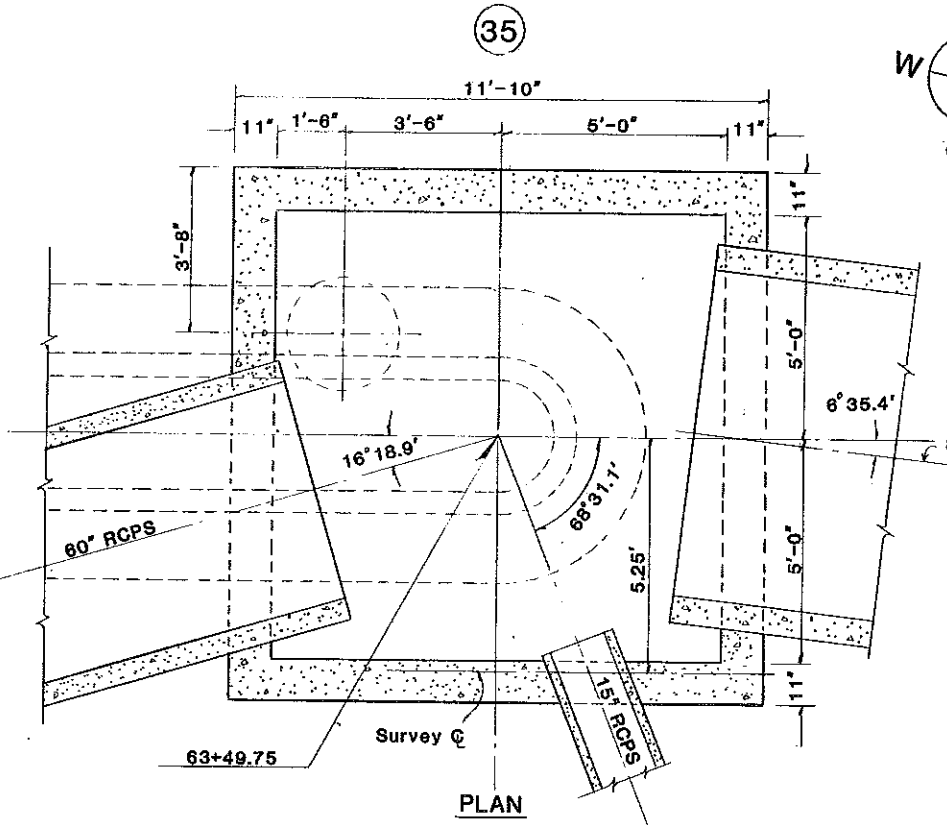 35
W
11'-10"
11" 1'-6" 3'-6" 5'-0" 11"
11"
3'-8"
5'-0"
6° 35.4'
16° 18.9'
68° 31.1'
60" RCPS
5'-0"
5.25'
11"
15" RCPS
Survey ℄
63+49.75
PLAN